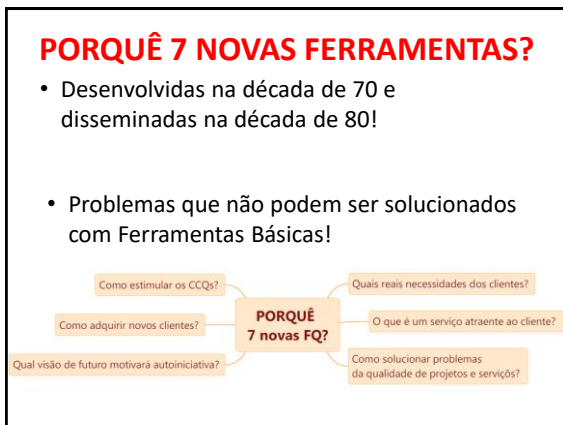 PORQUÊ 7 NOVAS FERRAMENTAS?
• Desenvolvidas na década de 70 e
disseminadas na década de 80!
• Problemas que não podem ser solucionados
com Ferramentas Básicas!
Como estimular os CCQs?
Como adquirir novos clientes?
Qual visão de futuro motivará autoiniciativa?
PORQUÊ
7 novas FQ?
Quais reais necessidades dos clientes?
O que é um serviço atraente ao cliente?
Como solucionar problemas
da qualidade de projetos e serviçõs?